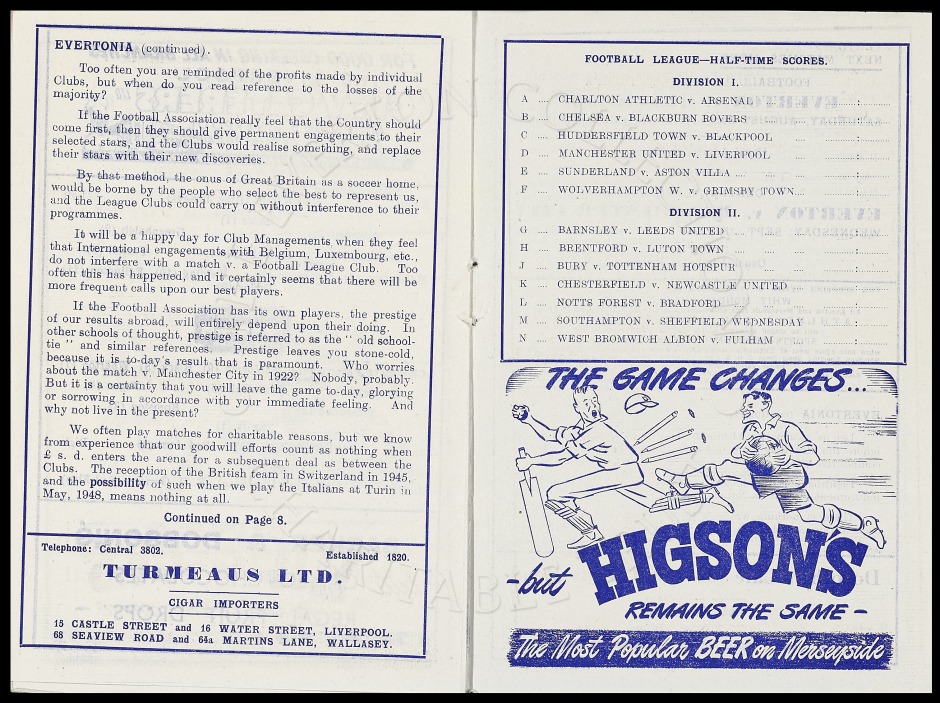 EVERTONIA (continued).
Too often you are reminded of the profits made by individual
Clubs, but when do you read reference to the losses of the
majority?
If the Football Association really feel that the Country should
come first, then they should give permanent engagements to their
selected stars, and the Clubs would realise something, and replace
their stars with their new discoveries.
By that method, the onus of Great Britain as a soccer home,
would be borne by the people who select the best to represent us,
and the League Clubs could carry on without interference to their
programmes.
It will be a happy day for Club Managements when they feel
that International engagements with Belgium, Luxembourg, etc.,
do not interfere with a match v. a Football League Club. Too
often this has happened, and it certainly seems that there will be
more frequent calls upon our best players.
If the Football Association has its own players, the prestige
of our results abroad, will entirely depend upon their doing. In
other schools of thought, prestige is referred to as the " old school-
tie " and similar references. Prestige leaves you stone-cold,
because it is to-day's result that is paramount. Who worries
about the match v. Manchester City in 1922? Nobody, probably.
But it is a certainty that you will leave the game to-day, glorying
or sorrowing in accordance with your immediate feeling. And
why not live in the present?
We often play matches for charitable reasons, but we know
from experience that our goodwill efforts count as nothing when
£ s. d. enters the arena for a subsequent deal as between the
Clubs. The reception of the British team in Switzerland in 1945,
and the possibility of such when we play the Italians at Turin in
May, 1948, means nothing at all.
Continued on Page 8.
Telephone: Central 3802. Established 1820.
TURMEAUS LTD.
CIGAR IMPORTERS
15 CASTLE STREET and 16 WATER STREET, LIVERPOOL.
68 SEAVIEW ROAD and 64a MARTINS LANE, WALLASEY.
FOOTBALL LEAGUE—HALF-TIME SCORES.
DIVISION I.
A .... CHARLTON ATHLETIC v. ARSENAL
B .... CHELSEA v. BLACKBURN ROVERS
C .... HUDDERSFIELD TOWN v. BLACKPOOL
D .... MANCHESTER UNITED v. LIVERPOOL
E .... SUNDERLAND v. ASTON VILLA
F .... WOLVERHAMPTON W. v. GRIMSBY TOWN
DIVISION II.
G .... BARNSLEY v. LEEDS UNITED
H .... BRENTFORD v. LUTON TOWN
J .... BURY v. TOTTENHAM HOTSPUR
K .... CHESTERFIELD v. NEWCASTLE UNITED
L .... NOTTS FOREST v. BRADFORD
M .... SOUTHAMPTON v. SHEFFIELD WEDNESDAY
N .... WEST BROMWICH ALBION v. FULHAM
THE GAME CHANGES...
-but HIGSON'S
REMAINS THE SAME -
The Most Popular BEER on Merseyside